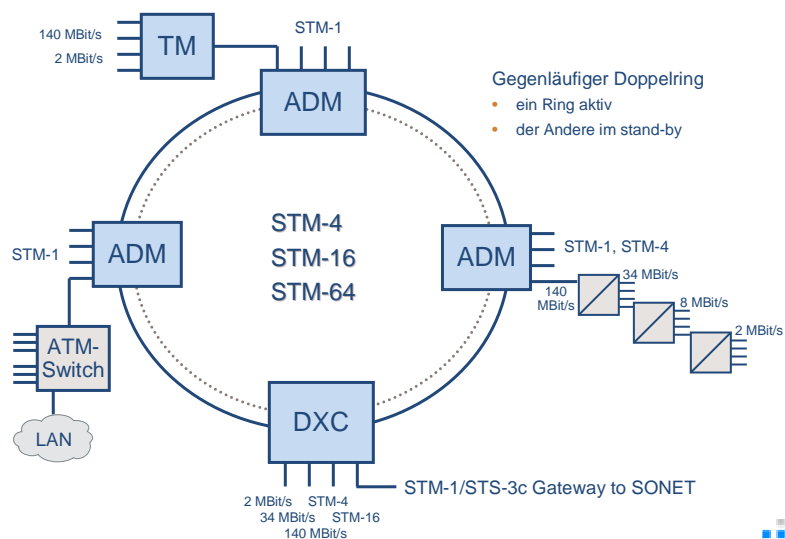 140 MBit/s
2 MBit/s
TM
STM-1
ADM
Gegenläufiger Doppelring
• ein Ring aktiv
• der Andere im stand-by
STM-1
ADM
STM-4
STM-16
STM-64
ADM
STM-1, STM-4
140
MBit/s
34 MBit/s
8 MBit/s
2 MBit/s
ATM-
Switch
LAN
DXC
STM-1/STS-3c Gateway to SONET
2 MBit/s STM-4
34 MBit/s STM-16
140 MBit/s